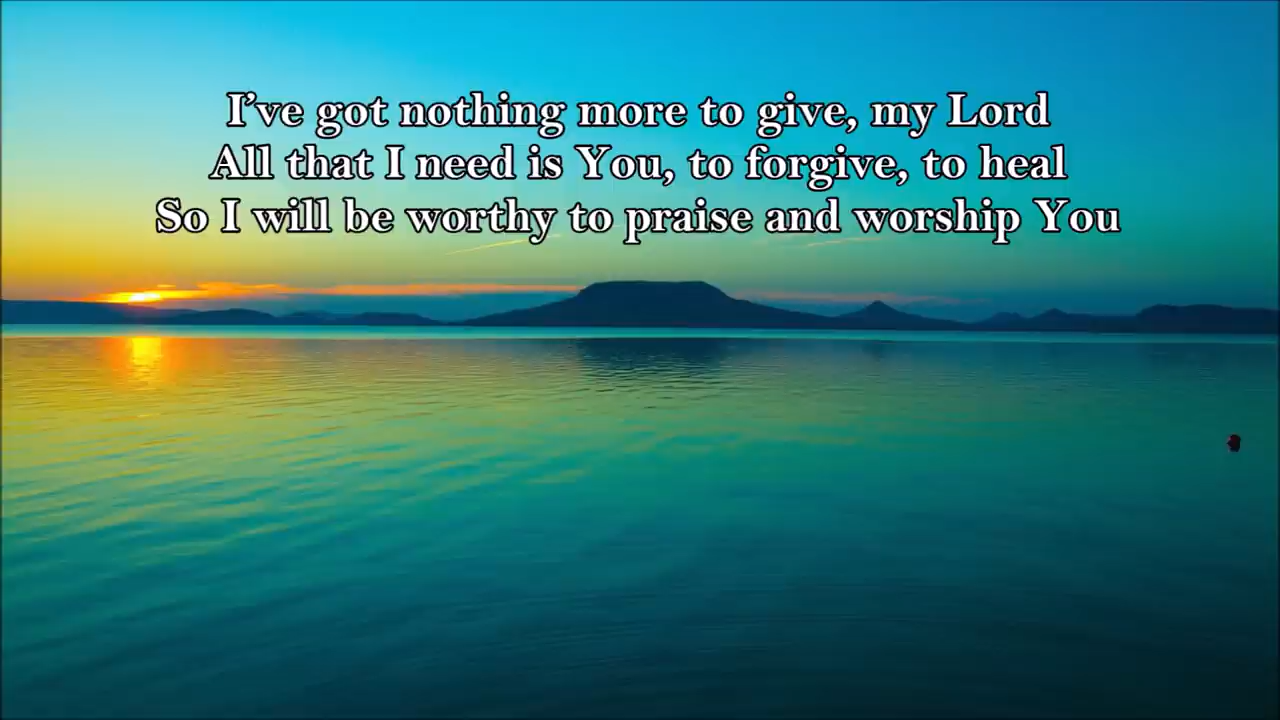 I’ve got nothing more to give, my Lord
All that I need is You, to forgive, to heal
So I will be worthy to praise and worship You